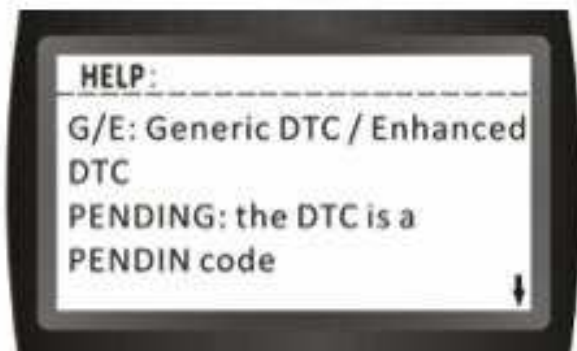 HELP:
G/E: Generic DTC / Enhanced
DTC
PENDING: the DTC is a
PENDIN code